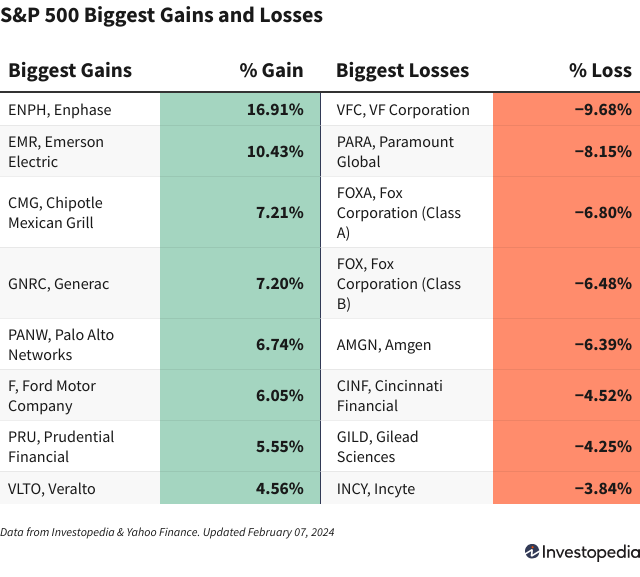 S&P 500 Biggest Gains and Losses
Biggest Gains % Gain Biggest Losses % Loss
ENPH, Enphase 16.91% VFC, VF Corporation −9.68%
EMR, Emerson
Electric 10.43% PARA, Paramount
Global −8.15%
CMG, Chipotle
Mexican Grill 7.21% FOXA, Fox
Corporation (Class
A) −6.80%
GNRC, Generac 7.20% FOX, Fox
Corporation (Class
B) −6.48%
PANW, Palo Alto
Networks 6.74% AMGN, Amgen −6.39%
F, Ford Motor
Company 6.05% CINF, Cincinnati
Financial −4.52%
PRU, Prudential
Financial 5.55% GILD, Gilead
Sciences −4.25%
VLTO, Veralto 4.56% INCY, Incyte −3.84%
Data from Investopedia & Yahoo Finance. Updated February 07, 2024
Investopedia